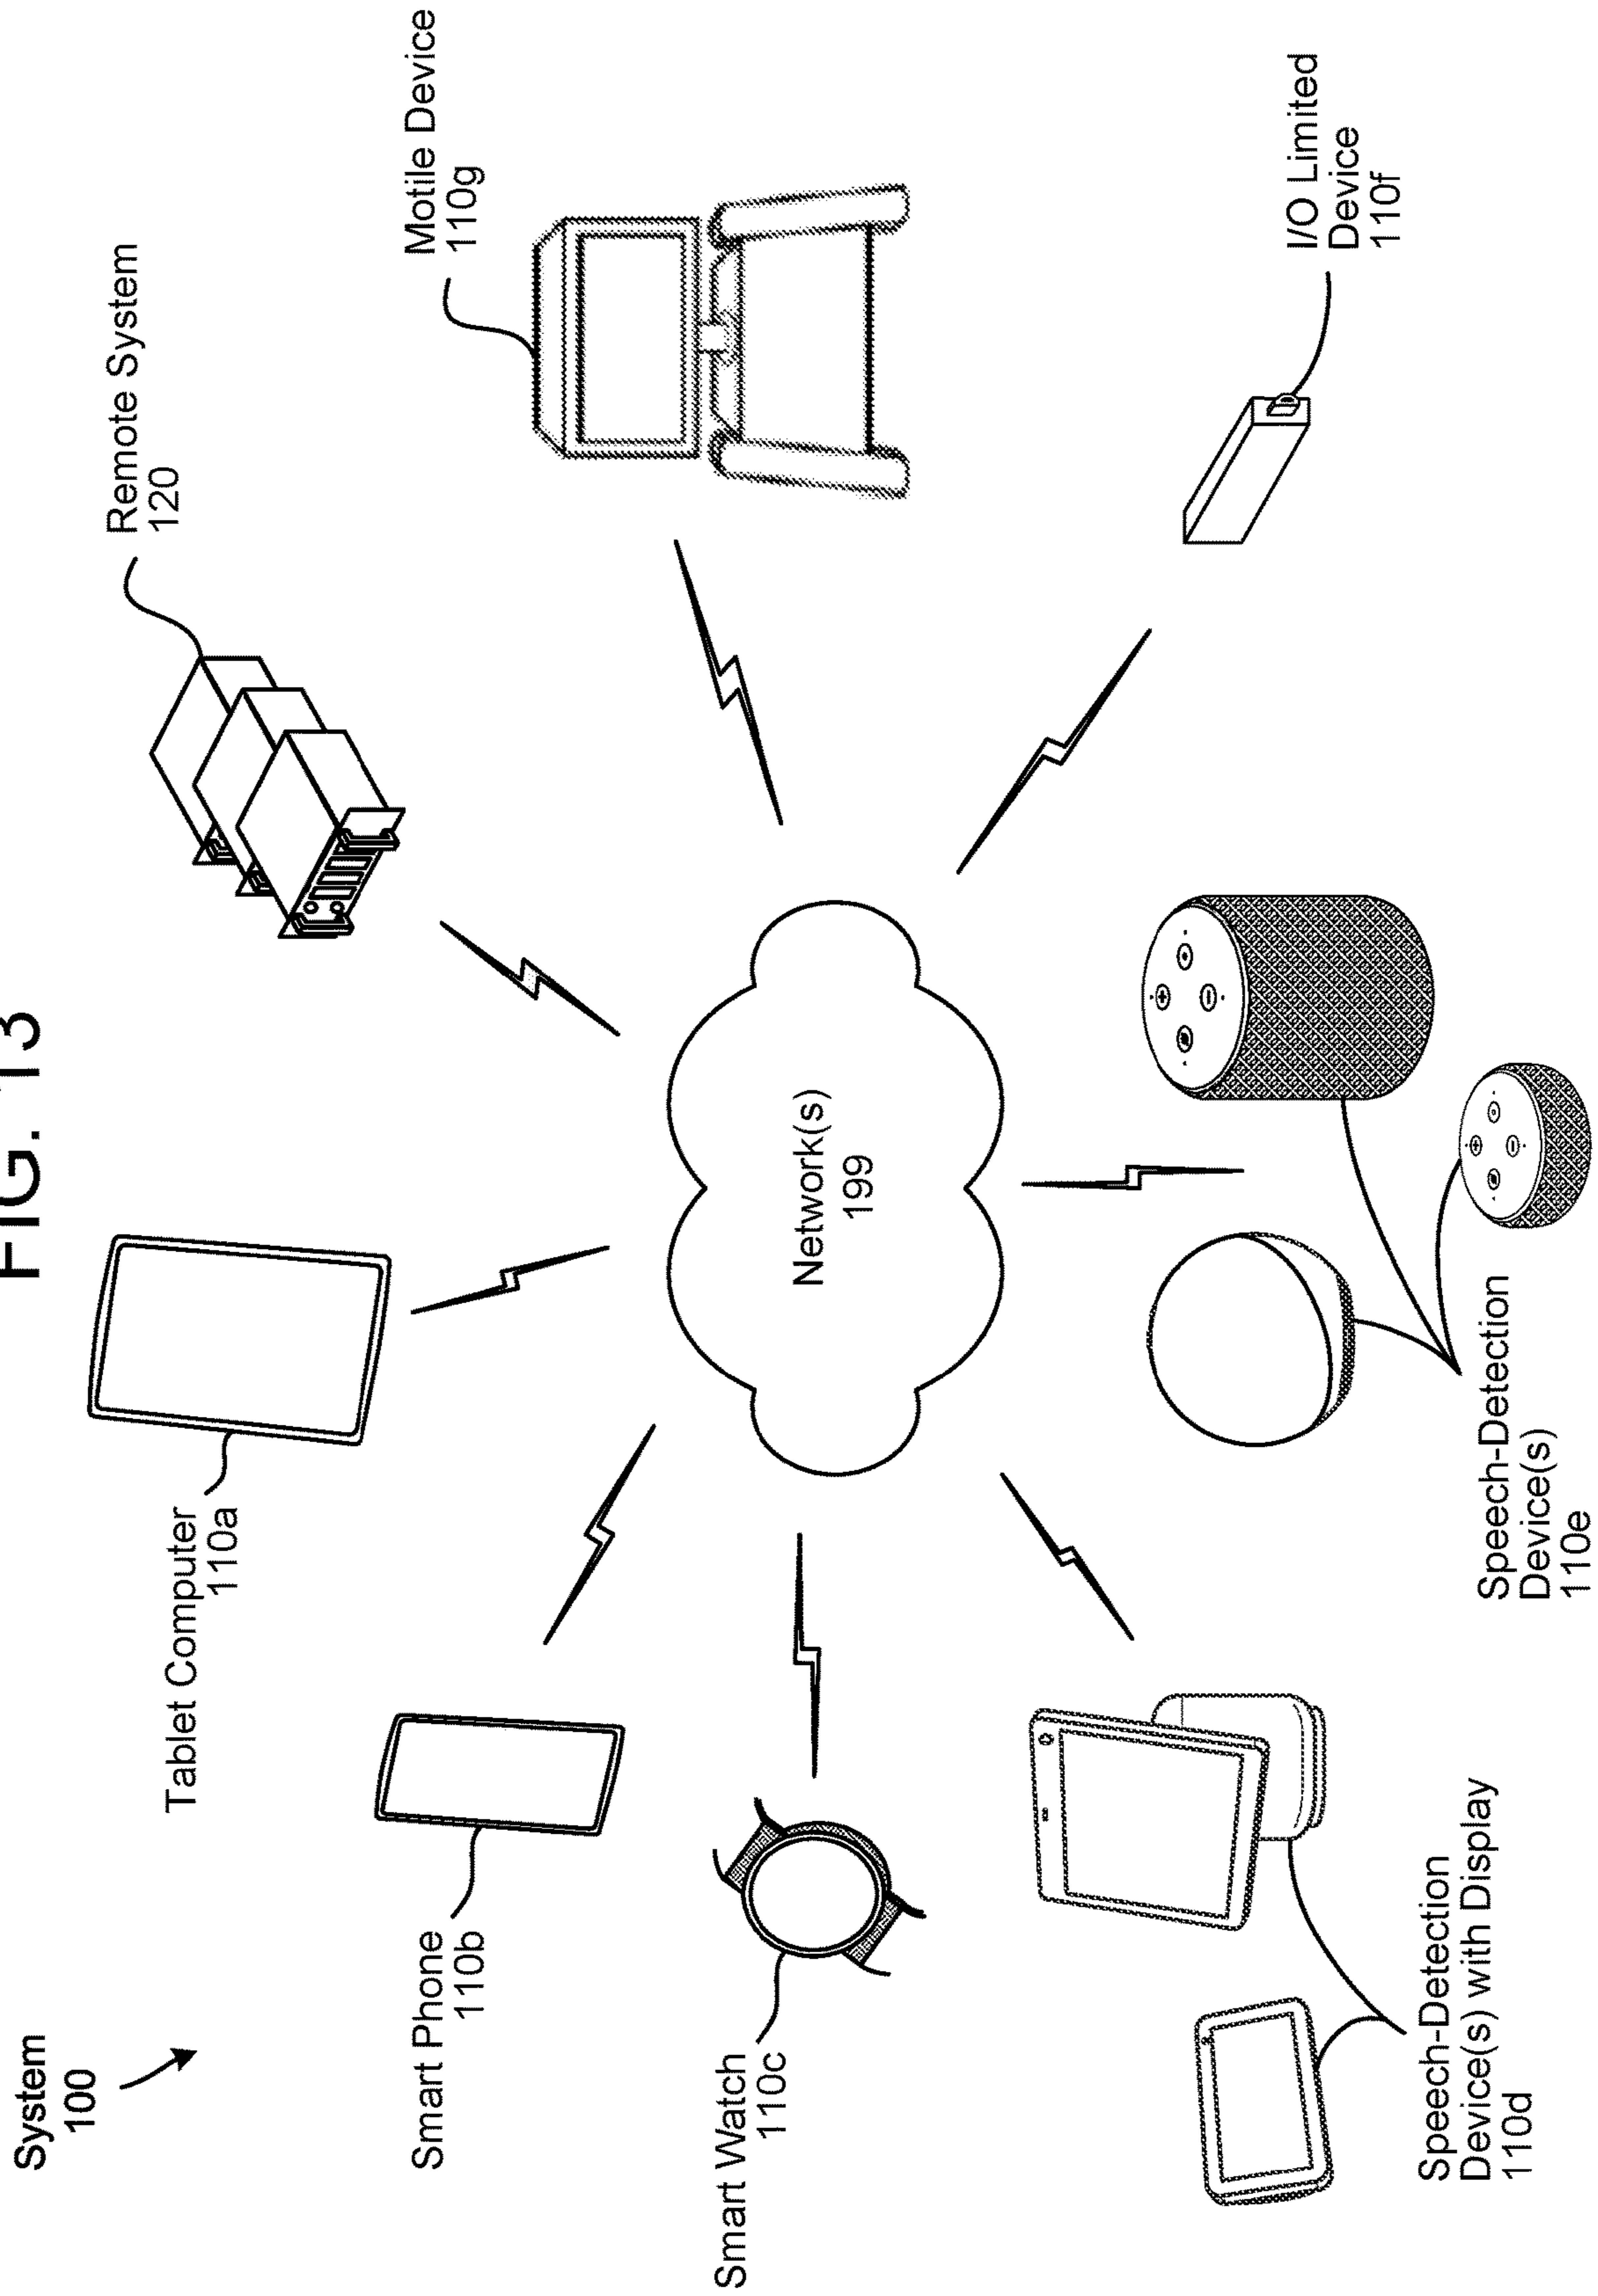 FIG. 13
System
100
Tablet Computer
110a
Remote System
120
Smart Phone
110b
Motile Device
110g
Smart Watch
110c
Network(s)
199
Speech-Detection
Device(s) with Display
110d
Speech-Detection
Device(s)
110e
I/O Limited
Device
110f